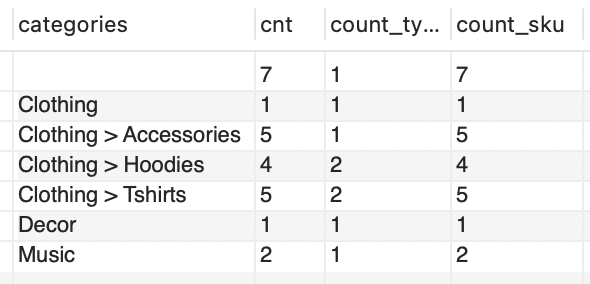 categories cnt count_ty... count_sku
7 1 7
Clothing 1 1 1
Clothing > Accessories 5 1 5
Clothing > Hoodies 4 2 4
Clothing > Tshirts 5 2 5
Decor 1 1 1
Music 2 1 2